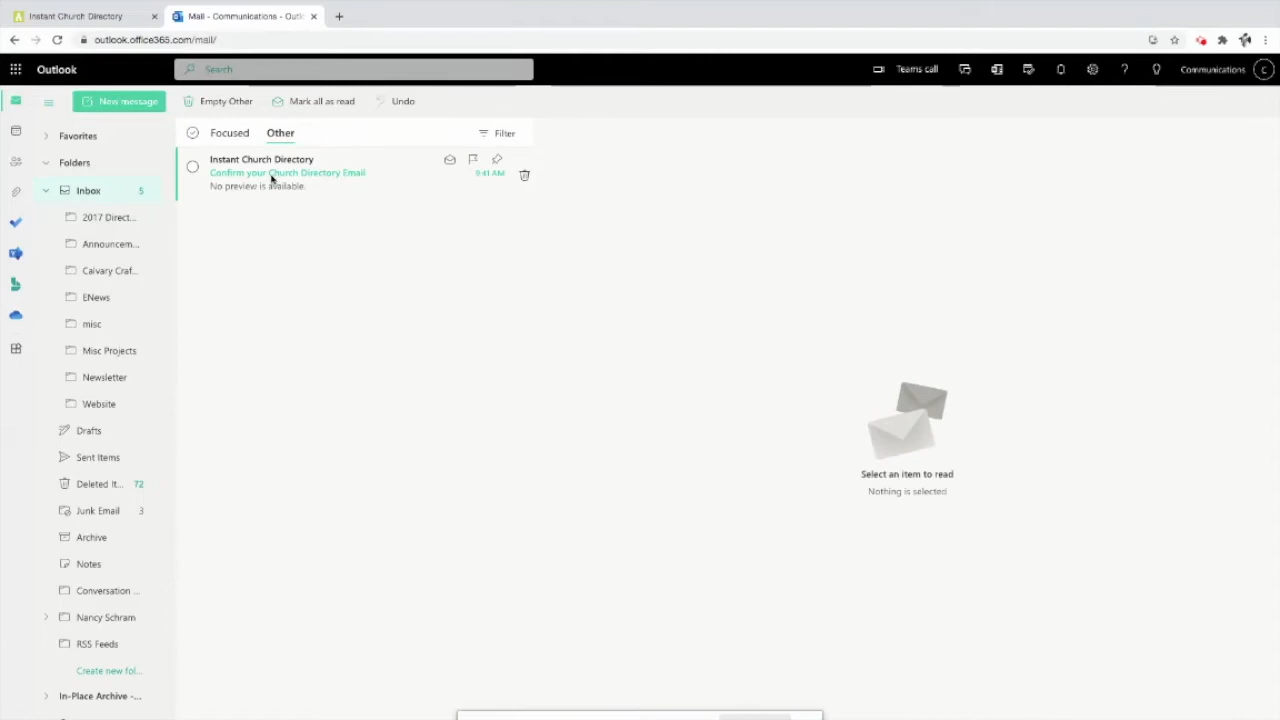 Instant Church Directory
Mail - Communications - Outlo
outlook.office365.com/mail/
Outlook
Search
Teams call
Communications
C
New message
Empty Other
Mark all as read
Undo
Favorites
Folders
Inbox 5
2017 Direct...
Announcem...
Calvary Craf...
ENews
misc
Misc Projects
Newsletter
Website
Drafts
Sent Items
Deleted It... 72
Junk Email 3
Archive
Notes
Conversation ...
Nancy Schram
RSS Feeds
Create new fol...
In-Place Archive -...
Focused
Other
Filter
Instant Church Directory
Confirm your Church Directory Email
9:41 AM
No preview is available.
Select an item to read
Nothing is selected